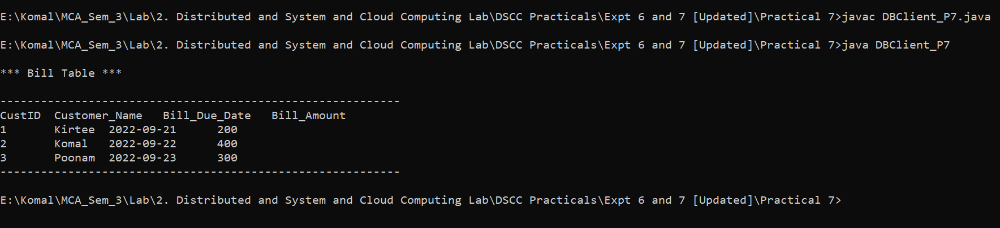 E:\Komal\MCA_Sem_3\Lab\2. Distributed and System and Cloud Computing Lab\DSCC Practicals\Expt 6 and 7 [Updated]\Practical 7>javac DBClient_P7.java
E:\Komal\MCA_Sem_3\Lab\2. Distributed and System and Cloud Computing Lab\DSCC Practicals\Expt 6 and 7 [Updated]\Practical 7>java DBClient_P7
*** Bill Table ***
-----------------------------------------------------------
CustID  Customer_Name   Bill_Due_Date   Bill_Amount
1       Kirtee  2022-09-21      200
2       Komal   2022-09-22      400
3       Poonam  2022-09-23      300
-----------------------------------------------------------
E:\Komal\MCA_Sem_3\Lab\2. Distributed and System and Cloud Computing Lab\DSCC Practicals\Expt 6 and 7 [Updated]\Practical 7>